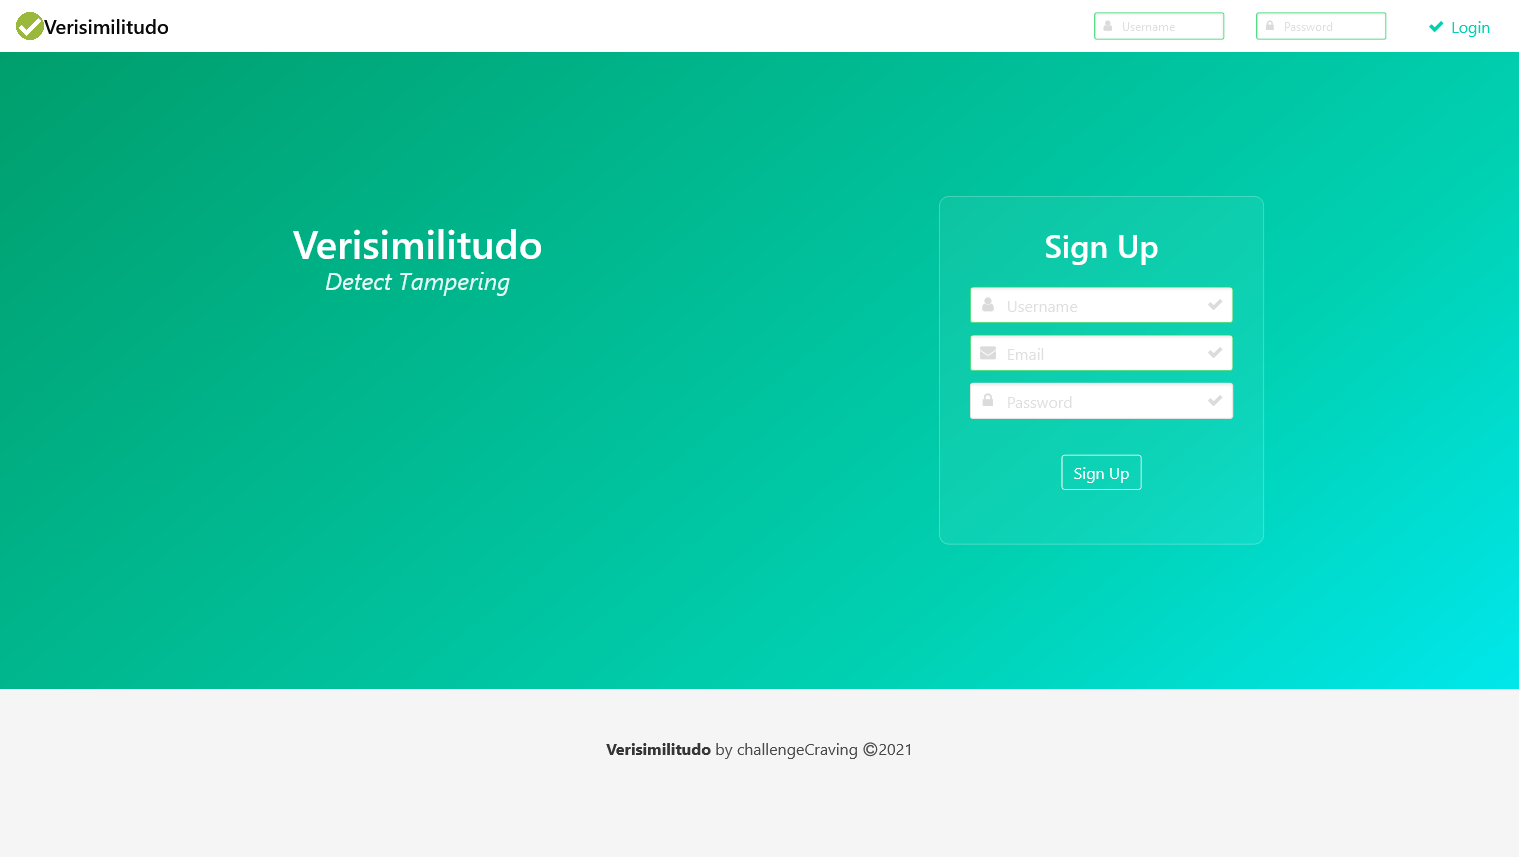 Verisimilitudo
Username
Password
Login
Verisimilitudo
Detect Tampering
Sign Up
Username
Email
Password
Sign Up
Verisimilitudo by challengeCraving ©2021